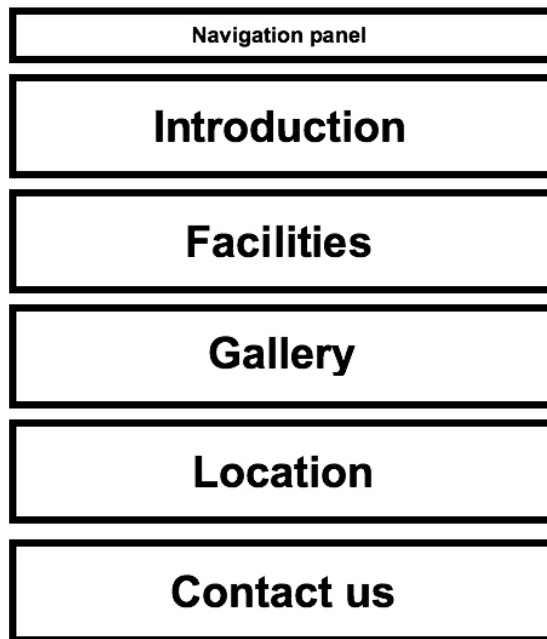 Navigation panel
Introduction
Facilities
Gallery
Location
Contact us